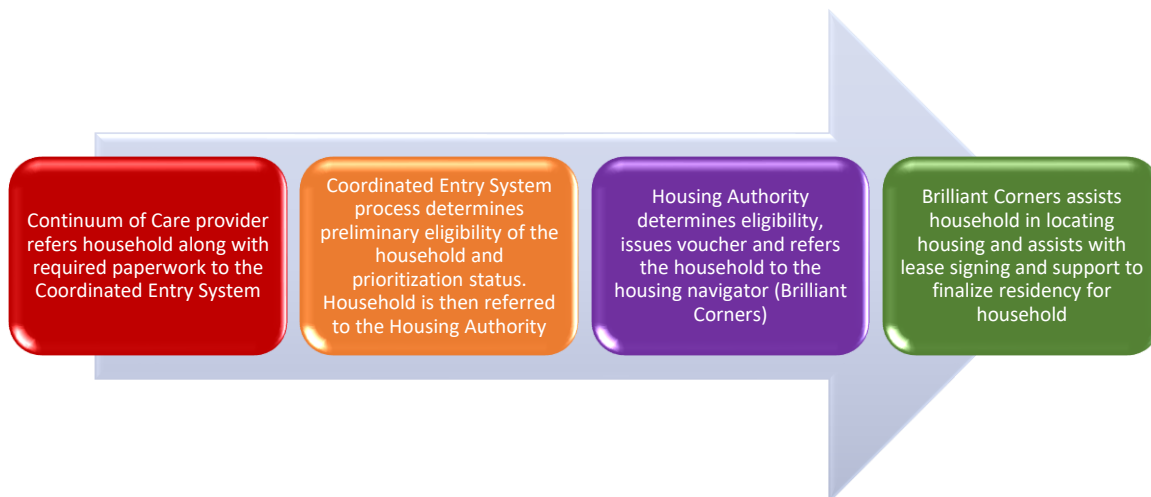 Continuum of Care provider
refers household along with
required paperwork to the
Coordinated Entry System
Coordinated Entry System
process determines
preliminary eligibility of the
household and
prioritization status.
Household is then referred
to the Housing Authority
Housing Authority
determines eligibility,
issues voucher and refers
the household to the
housing navigator (Brilliant
Corners)
Brilliant Corners assists
household in locating
housing and assists with
lease signing and support to
finalize residency for
household